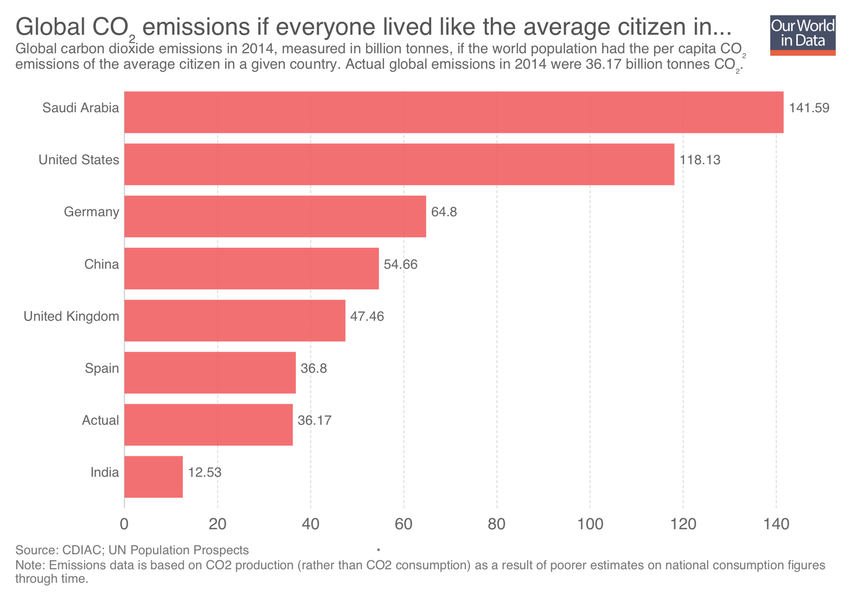 Global CO₂ emissions if everyone lived like the average citizen in...
Our World
in Data
Global carbon dioxide emissions in 2014, measured in billion tonnes, if the world population had the per capita CO₂
emissions of the average citizen in a given country. Actual global emissions in 2014 were 36.17 billion tonnes CO₂.
Saudi Arabia 141.59
United States 118.13
Germany 64.8
China 54.66
United Kingdom 47.46
Spain 36.8
Actual 36.17
India 12.53
0 20 40 60 80 100 120 140
Source: CDIAC; UN Population Prospects •
Note: Emissions data is based on CO2 production (rather than CO2 consumption) as a result of poorer estimates on national consumption figures
through time.